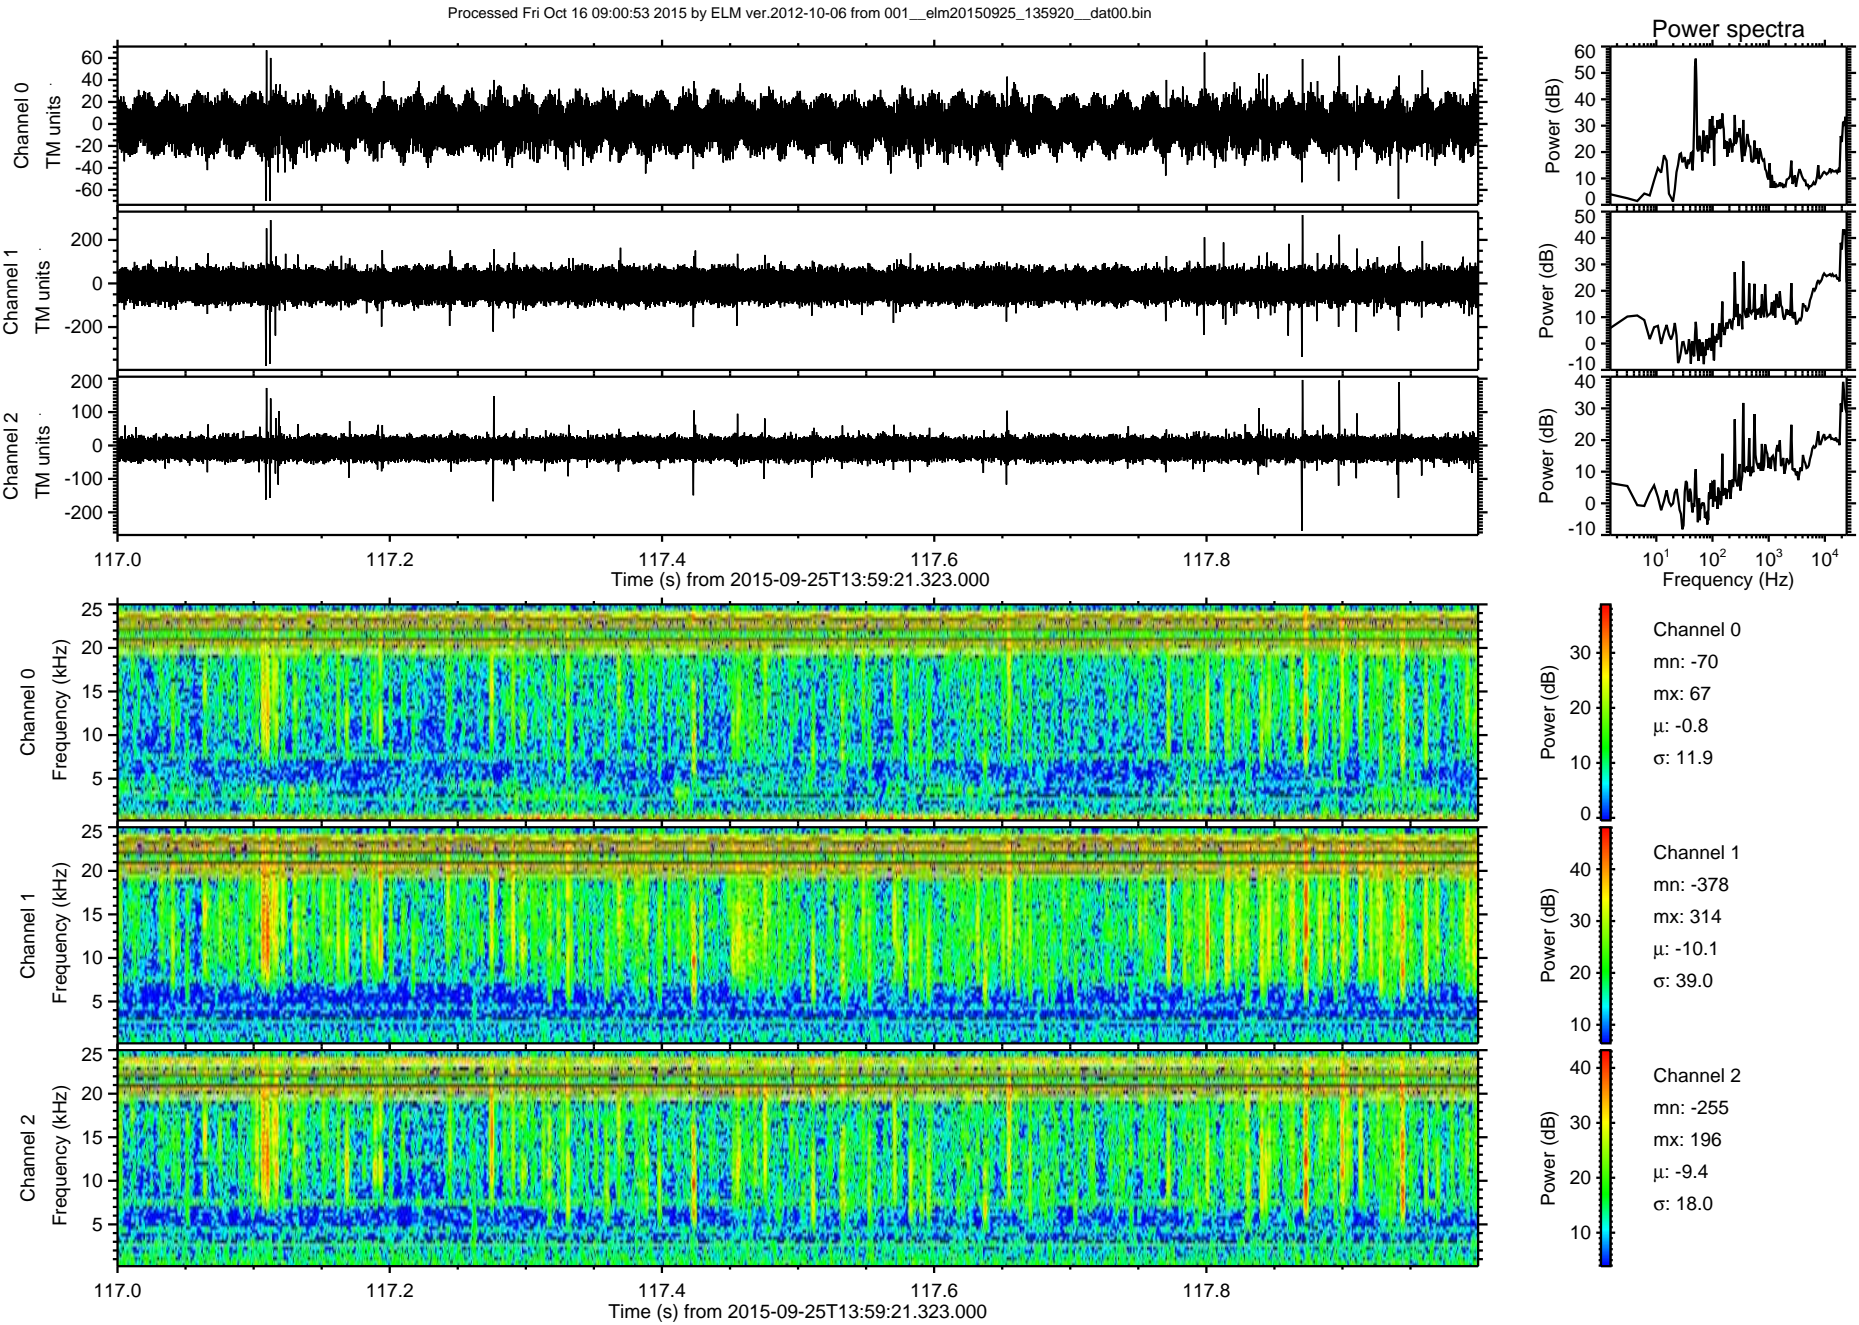 Processed Fri Oct 16 09:00:53 2015 by ELM ver.2012-10-06 from 001__elm20150925_135920__dat00.bin
Power spectra
Channel 0
TM units
60
40
20
0
-20
-40
-60
Power (dB)
60
50
40
30
20
10
0
Channel 1
TM units
200
0
-200
Power (dB)
50
40
30
20
10
0
-10
Channel 2
TM units
200
100
0
-100
-200
Power (dB)
40
30
20
10
0
-10
117.0 117.2 117.4 117.6 117.8
Time (s) from 2015-09-25T13:59:21.323.000
10¹ 10² 10³ 10⁴
Frequency (Hz)
Channel 0
Frequency (kHz)
25
20
15
10
5
Power (dB)
30
20
10
0
Channel 0
mn: -70
mx: 67
μ: -0.8
σ: 11.9
Channel 1
Frequency (kHz)
25
20
15
10
5
Power (dB)
40
30
20
10
Channel 1
mn: -378
mx: 314
μ: -10.1
σ: 39.0
Channel 2
Frequency (kHz)
25
20
15
10
5
Power (dB)
40
30
20
10
Channel 2
mn: -255
mx: 196
μ: -9.4
σ: 18.0
117.0 117.2 117.4 117.6 117.8
Time (s) from 2015-09-25T13:59:21.323.000